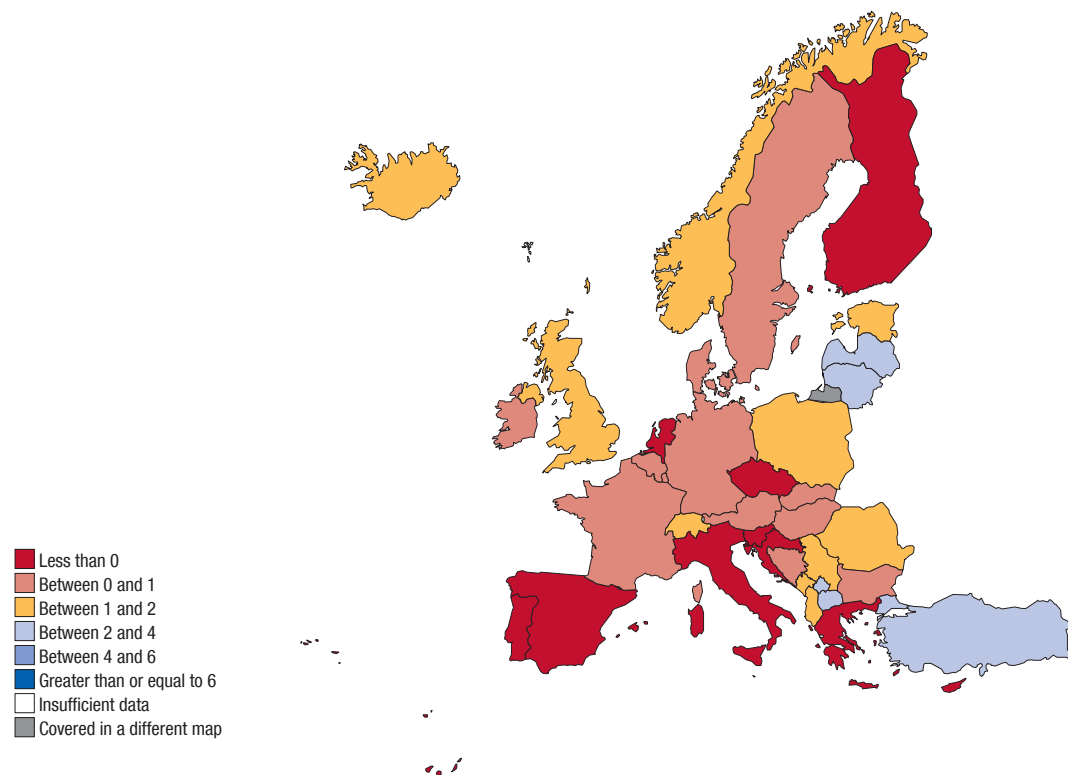 Less than 0
Between 0 and 1
Between 1 and 2
Between 2 and 4
Between 4 and 6
Greater than or equal to 6
Insufficient data
Covered in a different map